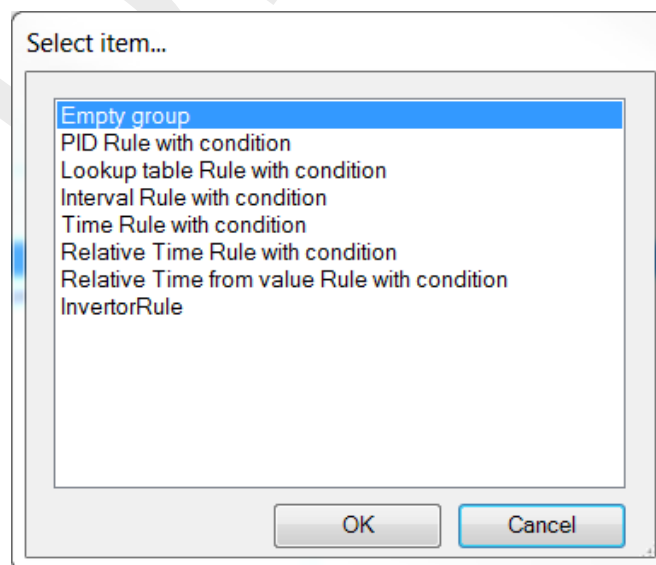 Select item...
Empty group
PID Rule with condition
Lookup table Rule with condition
Interval Rule with condition
Time Rule with condition
Relative Time Rule with condition
Relative Time from value Rule with condition
InvertorRule
OK
Cancel